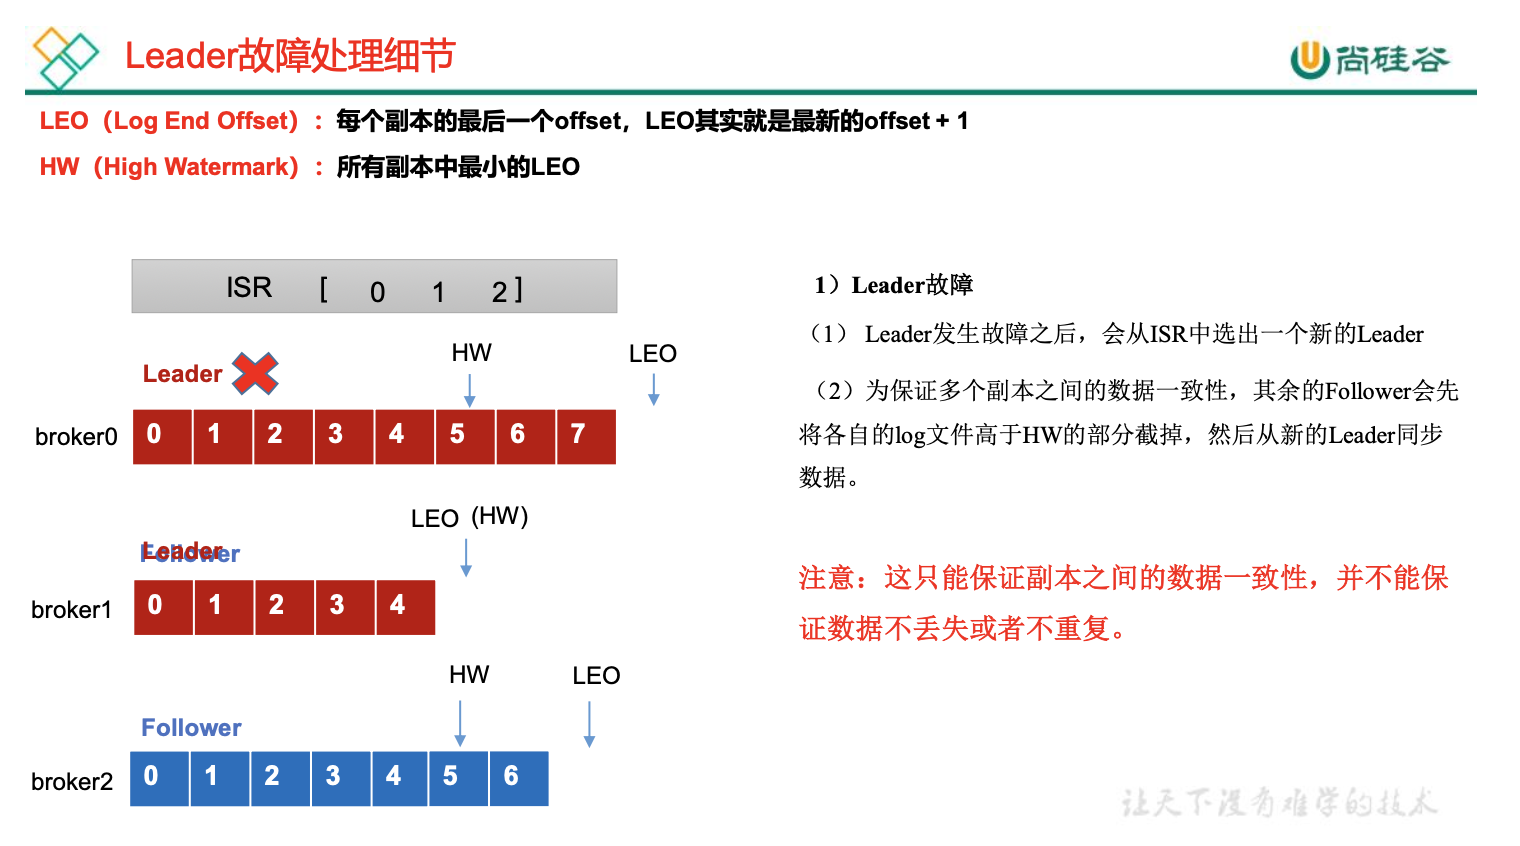 Leader故障处理细节
尚硅谷
LEO（Log End Offset）：每个副本的最后一个offset，LEO其实就是最新的offset + 1
HW（High Watermark）：所有副本中最小的LEO
ISR [ 0 1 2 ]
HW LEO
Leader
broker0 0 1 2 3 4 5 6 7
LEO（HW）
Follower
Leader
broker1 0 1 2 3 4
HW LEO
Follower
broker2 0 1 2 3 4 5 6
1）Leader故障
（1） Leader发生故障之后，会从ISR中选出一个新的Leader
（2）为保证多个副本之间的数据一致性，其余的Follower会先
将各自的log文件高于HW的部分截掉，然后从新的Leader同步
数据。
注意：这只能保证副本之间的数据一致性，并不能保
证数据不丢失或者不重复。
让天下没有难学的技术